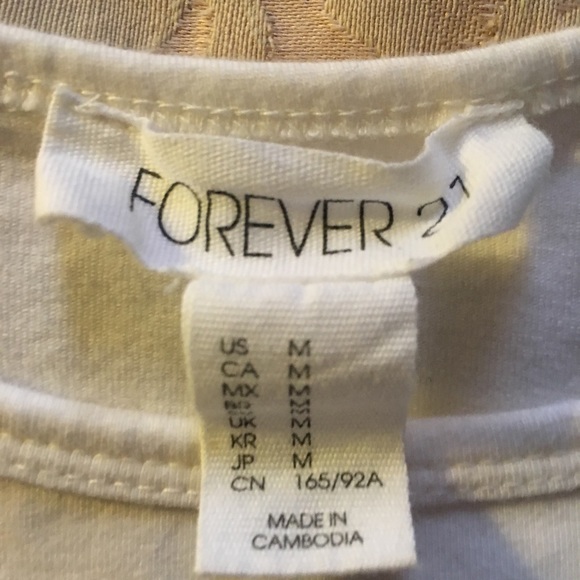 FOREVER 21
US M
CA M
MX M
M
UK M
KR M
JP M
CN 165/92A
MADE IN
CAMBODIA